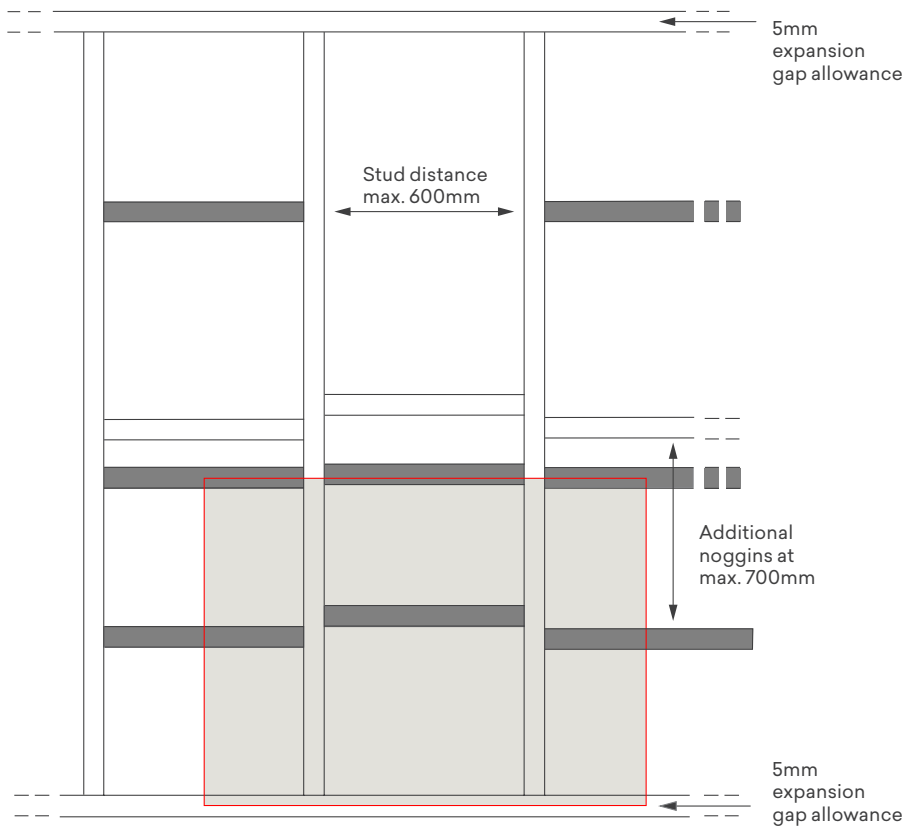 5mm
expansion
gap allowance
Stud distance
max. 600mm
Additional
noggins at
max. 700mm
5mm
expansion
gap allowance